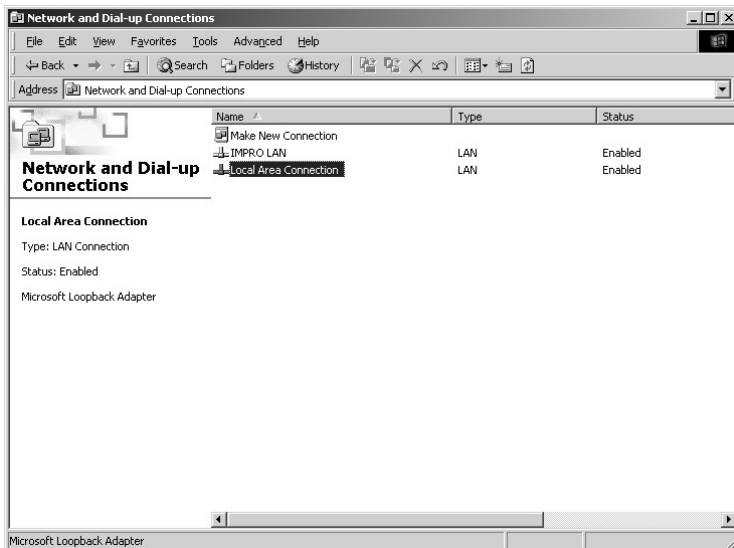 Network and Dial-up Connections
File Edit View Favorites Tools Advanced Help
Back Search Folders History
Address Network and Dial-up Connections
Name Type Status
Make New Connection
IMPRO LAN LAN Enabled
Local Area Connection LAN Enabled
Network and Dial-up
Connections
Local Area Connection
Type: LAN Connection
Status: Enabled
Microsoft Loopback Adapter
Microsoft Loopback Adapter